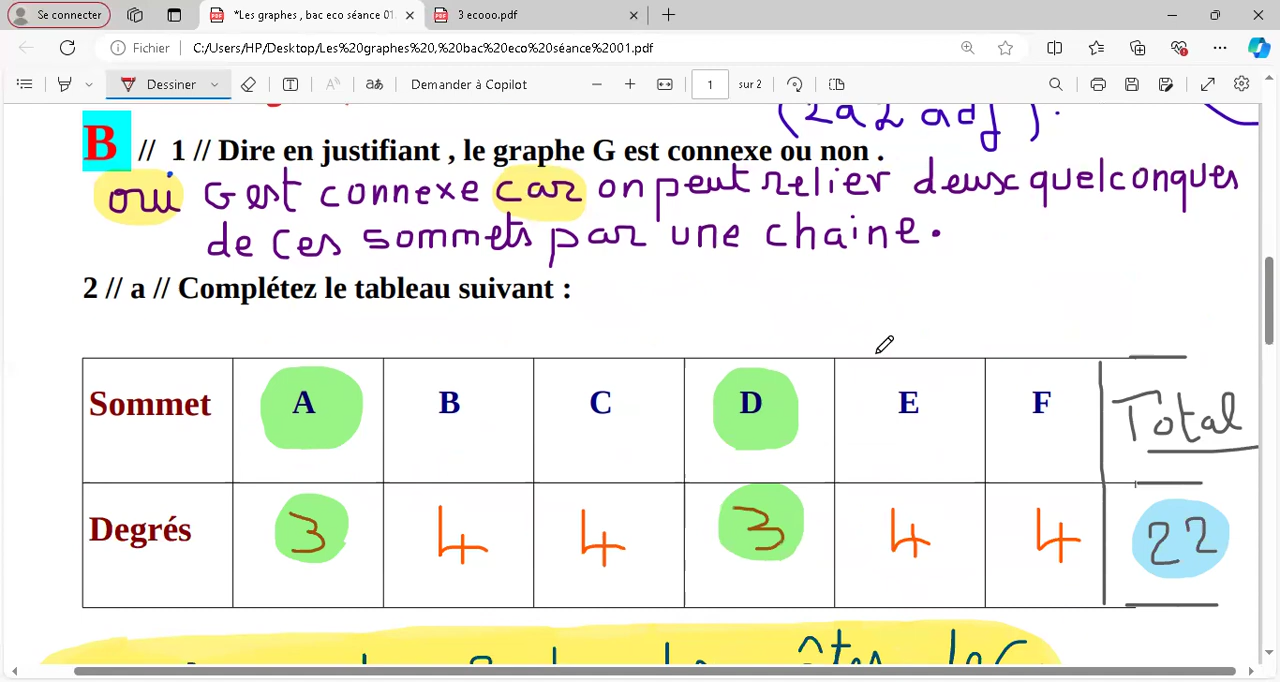 Se connecter
*Les graphes , bac eco séance 01.
3 ecooo.pdf
Fichier
C:/Users/HP/Desktop/Les%20graphes%20,%20bac%20eco%20séance%2001.pdf
Dessiner
Demander à Copilot
1
sur 2
(2a2 adj).
B // 1 // Dire en justifiant , le graphe G est connexe ou non .
oui G est connexe car on peut relier deux quelconques
de ces sommets par une chaine.
2 // a // Complétez le tableau suivant :
Sommet A B C D E F Total
Degrés 3 4 4 3 4 4 22